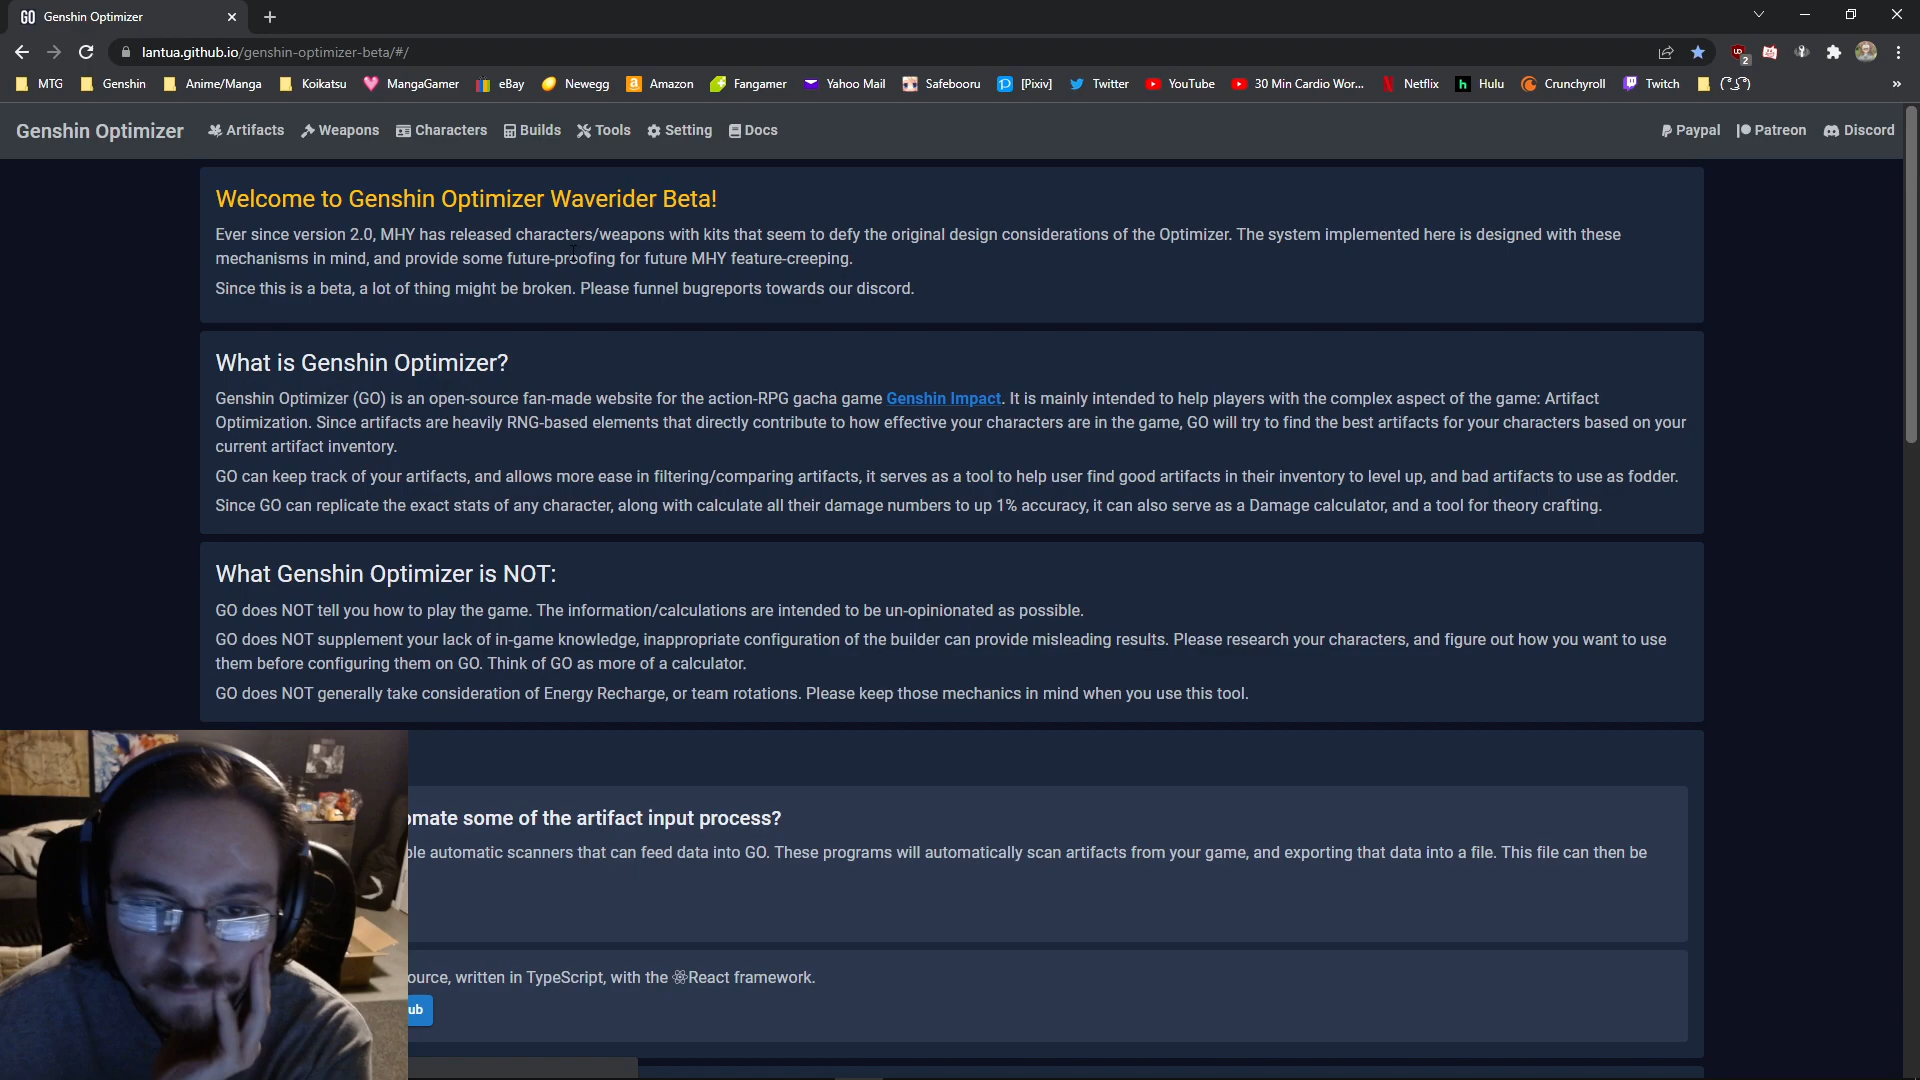 GO Genshin Optimizer
lantua.github.io/genshin-optimizer-beta/#/
2
MTG Genshin Anime/Manga Koikatsu MangaGamer eBay Newegg Amazon Fangamer Yahoo Mail Safebooru [Pixiv] Twitter YouTube 30 Min Cardio Wor... Netflix Hulu Crunchyroll Twitch »
Genshin Optimizer Artifacts Weapons Characters Builds Tools Setting Docs Paypal Patreon Discord
Welcome to Genshin Optimizer Waverider Beta!
Ever since version 2.0, MHY has released characters/weapons with kits that seem to defy the original design considerations of the Optimizer. The system implemented here is designed with these
mechanisms in mind, and provide some future-proofing for future MHY feature-creeping.
Since this is a beta, a lot of thing might be broken. Please funnel bugreports towards our discord.
What is Genshin Optimizer?
Genshin Optimizer (GO) is an open-source fan-made website for the action-RPG gacha game Genshin Impact. It is mainly intended to help players with the complex aspect of the game: Artifact
Optimization. Since artifacts are heavily RNG-based elements that directly contribute to how effective your characters are in the game, GO will try to find the best artifacts for your characters based on your
current artifact inventory.
GO can keep track of your artifacts, and allows more ease in filtering/comparing artifacts, it serves as a tool to help user find good artifacts in their inventory to level up, and bad artifacts to use as fodder.
Since GO can replicate the exact stats of any character, along with calculate all their damage numbers to up 1% accuracy, it can also serve as a Damage calculator, and a tool for theory crafting.
What Genshin Optimizer is NOT:
GO does NOT tell you how to play the game. The information/calculations are intended to be un-opinionated as possible.
GO does NOT supplement your lack of in-game knowledge, inappropriate configuration of the builder can provide misleading results. Please research your characters, and figure out how you want to use
them before configuring them on GO. Think of GO as more of a calculator.
GO does NOT generally take consideration of Energy Recharge, or team rotations. Please keep those mechanics in mind when you use this tool.
omate some of the artifact input process?
ple automatic scanners that can feed data into GO. These programs will automatically scan artifacts from your game, and exporting that data into a file. This file can then be
ource, written in TypeScript, with the React framework.
ub